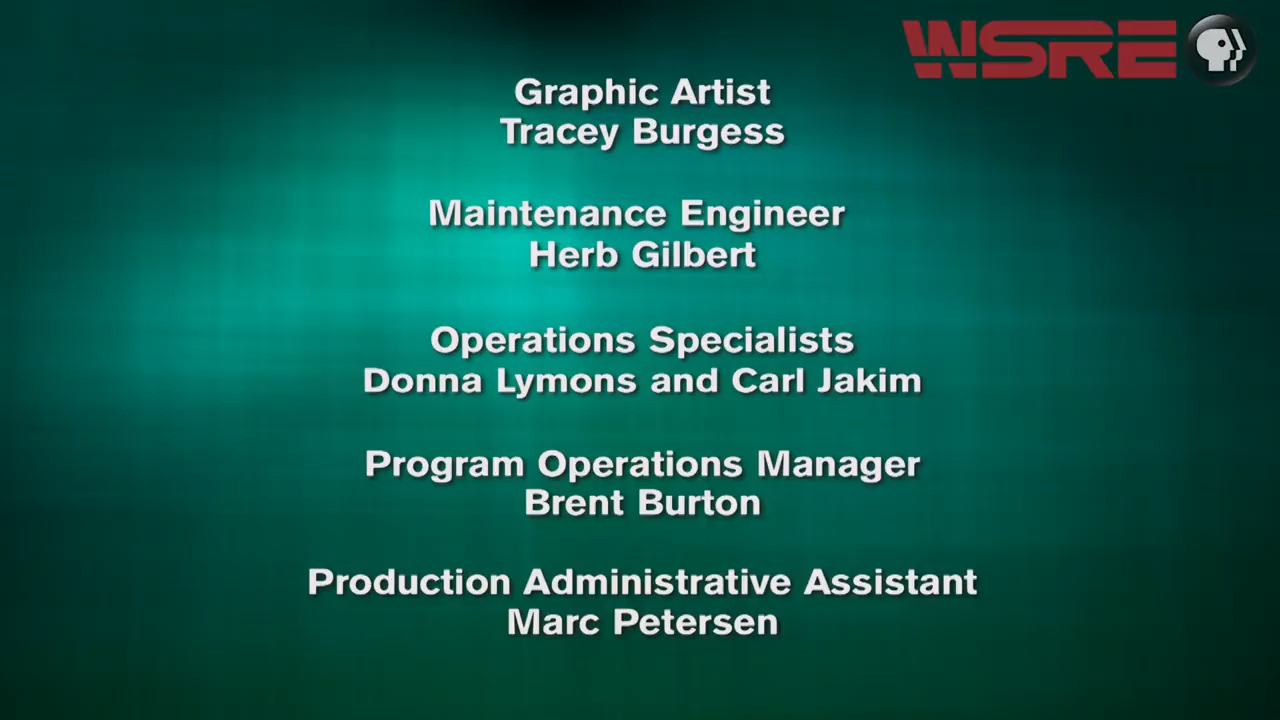 WSRE
Graphic Artist
Tracey Burgess
Maintenance Engineer
Herb Gilbert
Operations Specialists
Donna Lymons and Carl Jakim
Program Operations Manager
Brent Burton
Production Administrative Assistant
Marc Petersen